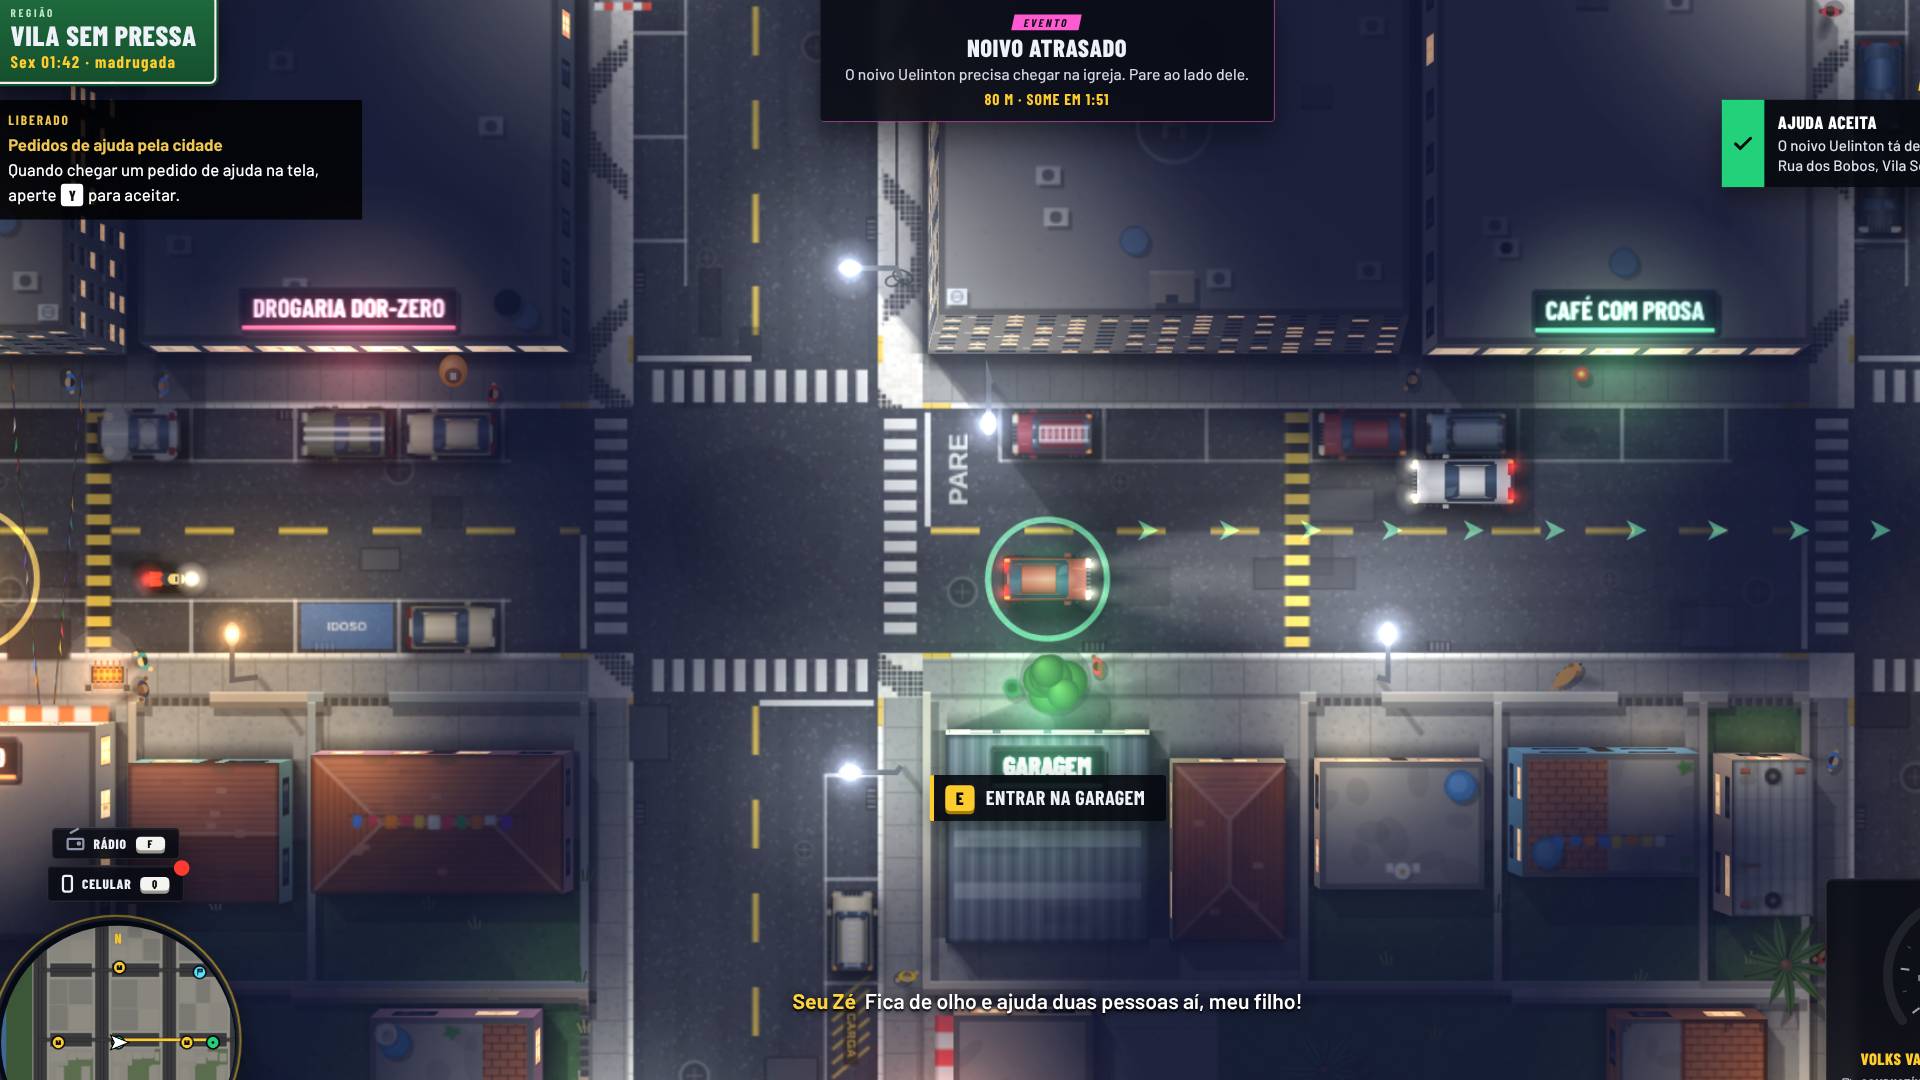 REGIÃO
VILA SEM PRESSA
Sex 01:42 · madrugada
LIBERADO
Pedidos de ajuda pela cidade
Quando chegar um pedido de ajuda na tela,
aperte Y para aceitar.
EVENTO
NOIVO ATRASADO
O noivo Uelinton precisa chegar na igreja. Pare ao lado dele.
80 M · SOME EM 1:51
AJUDA ACEITA
O noivo Uelinton tá
Rua dos Bobos, Vila
DROGARIA DOR-ZERO
CAFÉ COM PROSA
PARE
IDOSO
GARAGEM
E ENTRAR NA GARAGEM
RÁDIO F
CELULAR Q
N
Seu Zé Fica de olho e ajuda duas pessoas aí, meu filho!
CARGA
VOLKS